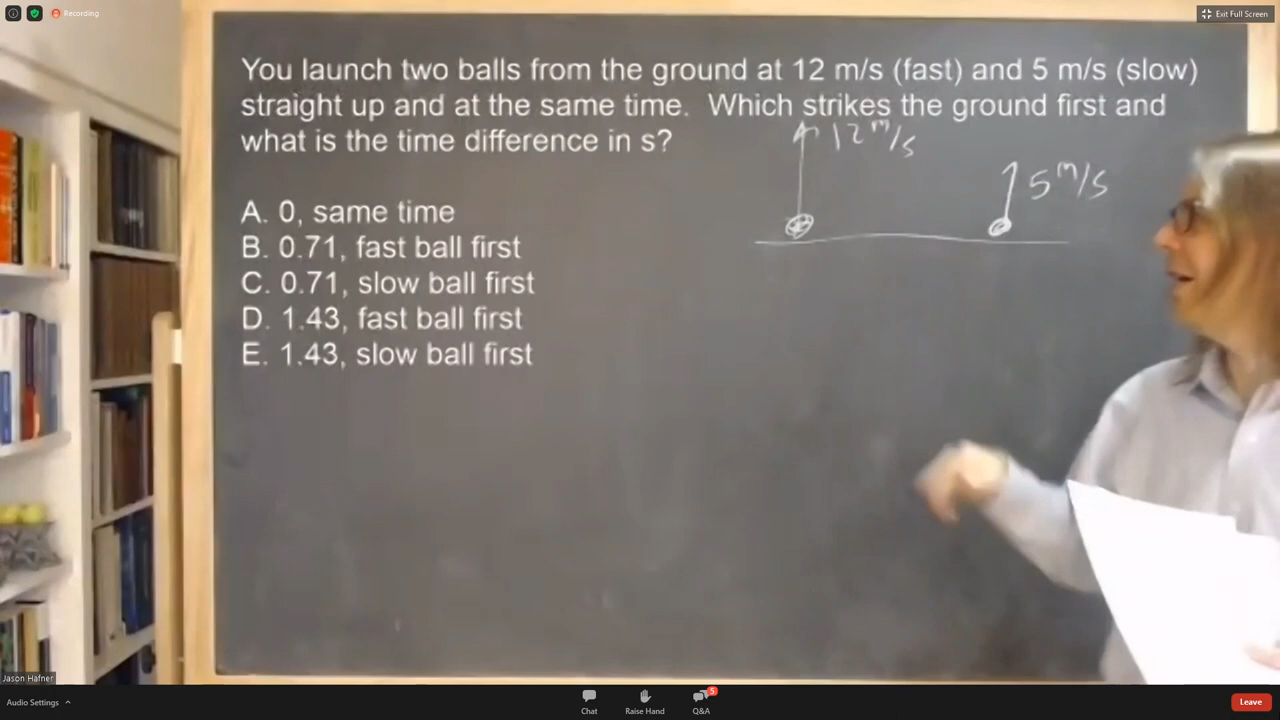 Recording
Exit Full Screen
You launch two balls from the ground at 12 m/s (fast) and 5 m/s (slow)
straight up and at the same time. Which strikes the ground first and
what is the time difference in s?
12 m/s
5 m/s
A. 0, same time
B. 0.71, fast ball first
C. 0.71, slow ball first
D. 1.43, fast ball first
E. 1.43, slow ball first
Jason Hafner
Audio Settings
Chat
Raise Hand
5
Q&A
Leave